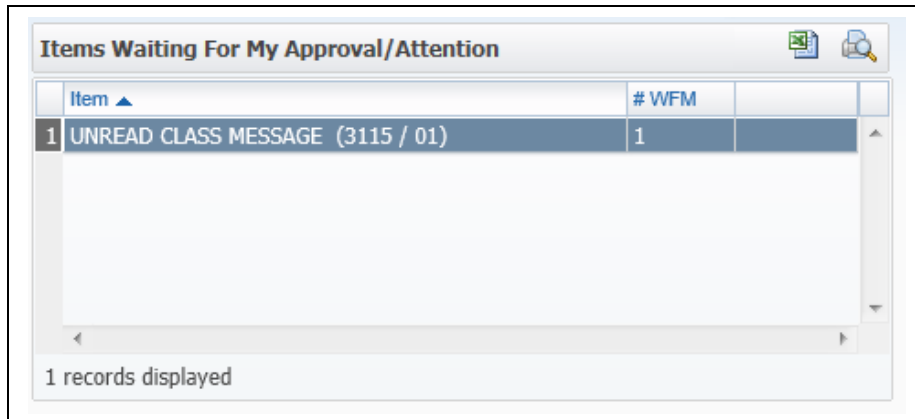 Items Waiting For My Approval/Attention
Item # WFM
1 UNREAD CLASS MESSAGE (3115 / 01) 1
1 records displayed